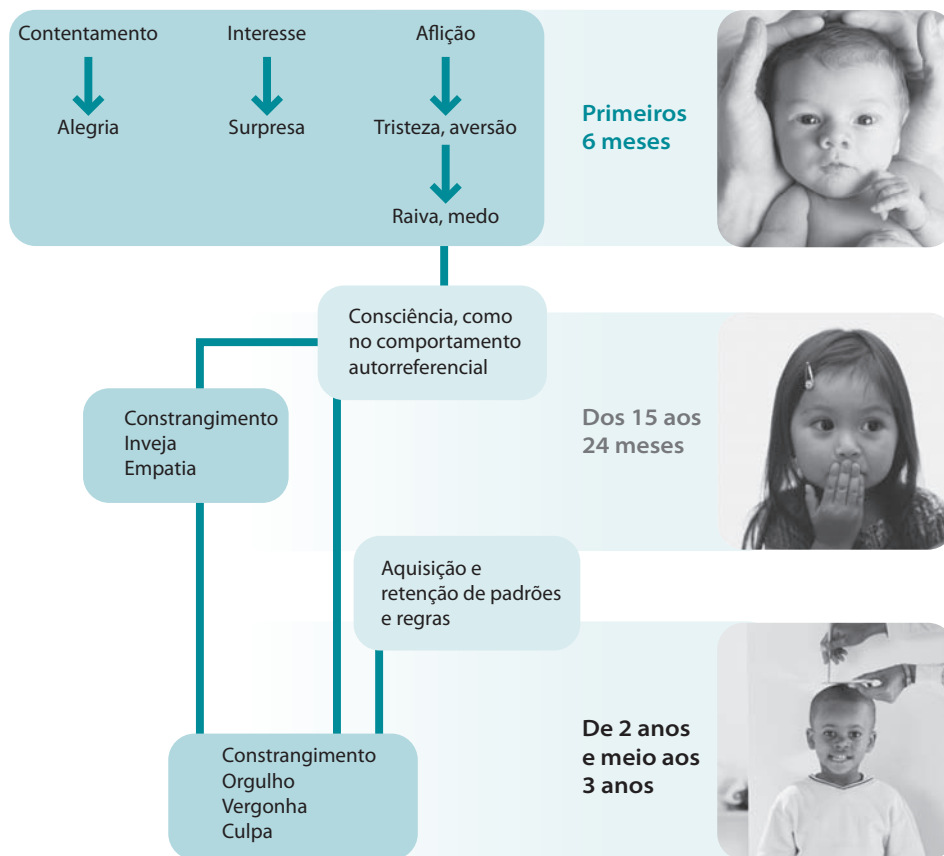 Contentamento
Interesse
Aflição
Alegria
Surpresa
Tristeza, aversão
Raiva, medo
Primeiros
6 meses
Consciência, como
no comportamento
autorreferencial
Constrangimento
Inveja
Empatia
Dos 15 aos
24 meses
Aquisição e
retenção de padrões
e regras
Constrangimento
Orgulho
Vergonha
Culpa
De 2 anos
e meio aos
3 anos